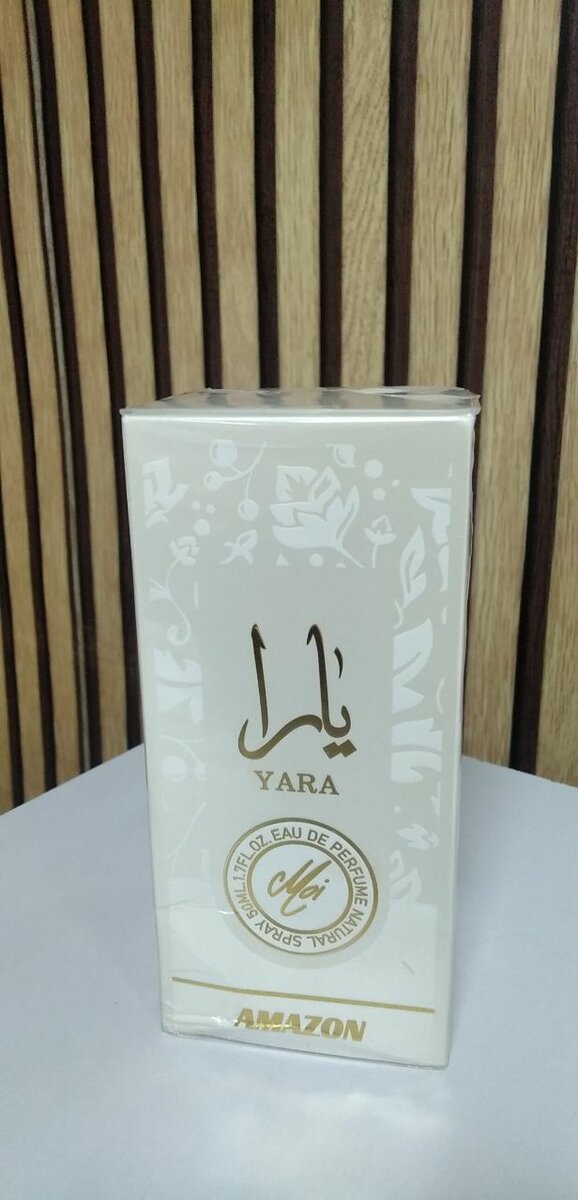 يارا
YARA
50ML.1.7FL.OZ.EAU DE PERFUME NATURAL SPRAY
Moi
AMAZON